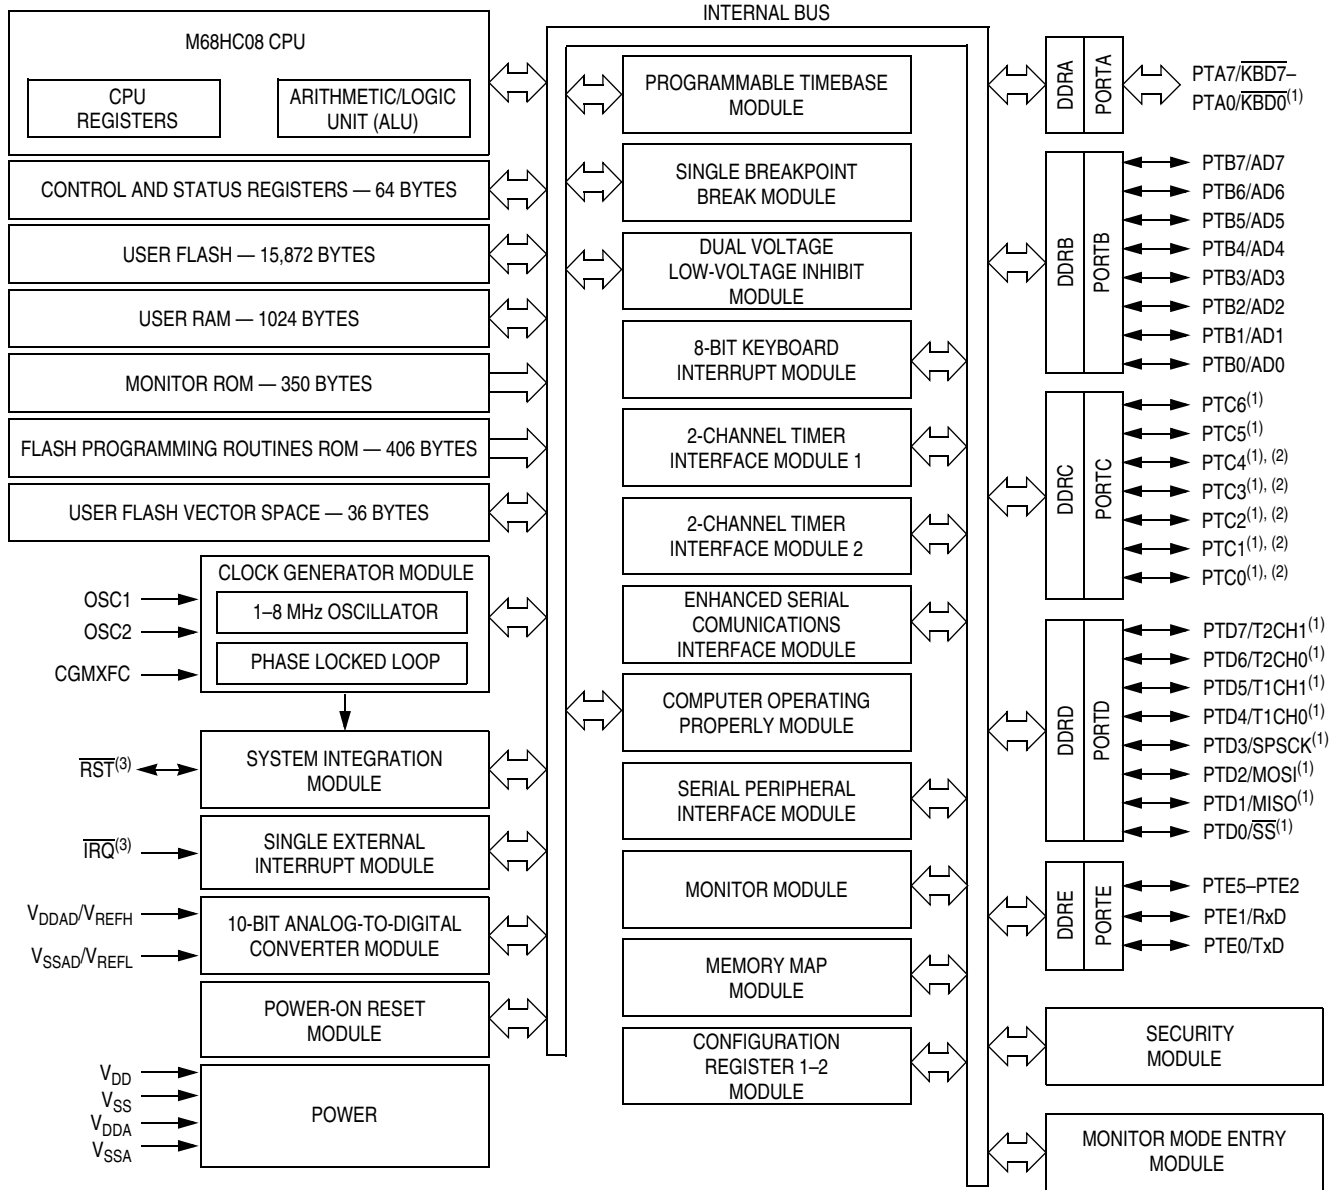 INTERNAL BUS
M68HC08 CPU
CPU
REGISTERS
ARITHMETIC/LOGIC
UNIT (ALU)
CONTROL AND STATUS REGISTERS — 64 BYTES
USER FLASH — 15,872 BYTES
USER RAM — 1024 BYTES
MONITOR ROM — 350 BYTES
FLASH PROGRAMMING ROUTINES ROM — 406 BYTES
USER FLASH VECTOR SPACE — 36 BYTES
CLOCK GENERATOR MODULE
1–8 MHz OSCILLATOR
PHASE LOCKED LOOP
OSC1
OSC2
CGMXFC
SYSTEM INTEGRATION
MODULE
RST(3)
SINGLE EXTERNAL
INTERRUPT MODULE
IRQ(3)
10-BIT ANALOG-TO-DIGITAL
CONVERTER MODULE
VDDAD/VREFH
VSSAD/VREFL
POWER-ON RESET
MODULE
POWER
VDD
VSS
VDDA
VSSA
PROGRAMMABLE TIMEBASE
MODULE
SINGLE BREAKPOINT
BREAK MODULE
DUAL VOLTAGE
LOW-VOLTAGE INHIBIT
MODULE
8-BIT KEYBOARD
INTERRUPT MODULE
2-CHANNEL TIMER
INTERFACE MODULE 1
2-CHANNEL TIMER
INTERFACE MODULE 2
ENHANCED SERIAL
COMUNICATIONS
INTERFACE MODULE
COMPUTER OPERATING
PROPERLY MODULE
SERIAL PERIPHERAL
INTERFACE MODULE
MONITOR MODULE
MEMORY MAP
MODULE
CONFIGURATION
REGISTER 1–2
MODULE
DDRA
PORTA
PTA7/KBD7–
PTA0/KBD0(1)
DDRB
PORTB
PTB7/AD7
PTB6/AD6
PTB5/AD5
PTB4/AD4
PTB3/AD3
PTB2/AD2
PTB1/AD1
PTB0/AD0
DDRC
PORTC
PTC6(1)
PTC5(1)
PTC4(1), (2)
PTC3(1), (2)
PTC2(1), (2)
PTC1(1), (2)
PTC0(1), (2)
DDRD
PORTD
PTD7/T2CH1(1)
PTD6/T2CH0(1)
PTD5/T1CH1(1)
PTD4/T1CH0(1)
PTD3/SPSCK(1)
PTD2/MOSI(1)
PTD1/MISO(1)
PTD0/SS(1)
DDRE
PORTE
PTE5–PTE2
PTE1/RxD
PTE0/TxD
SECURITY
MODULE
MONITOR MODE ENTRY
MODULE